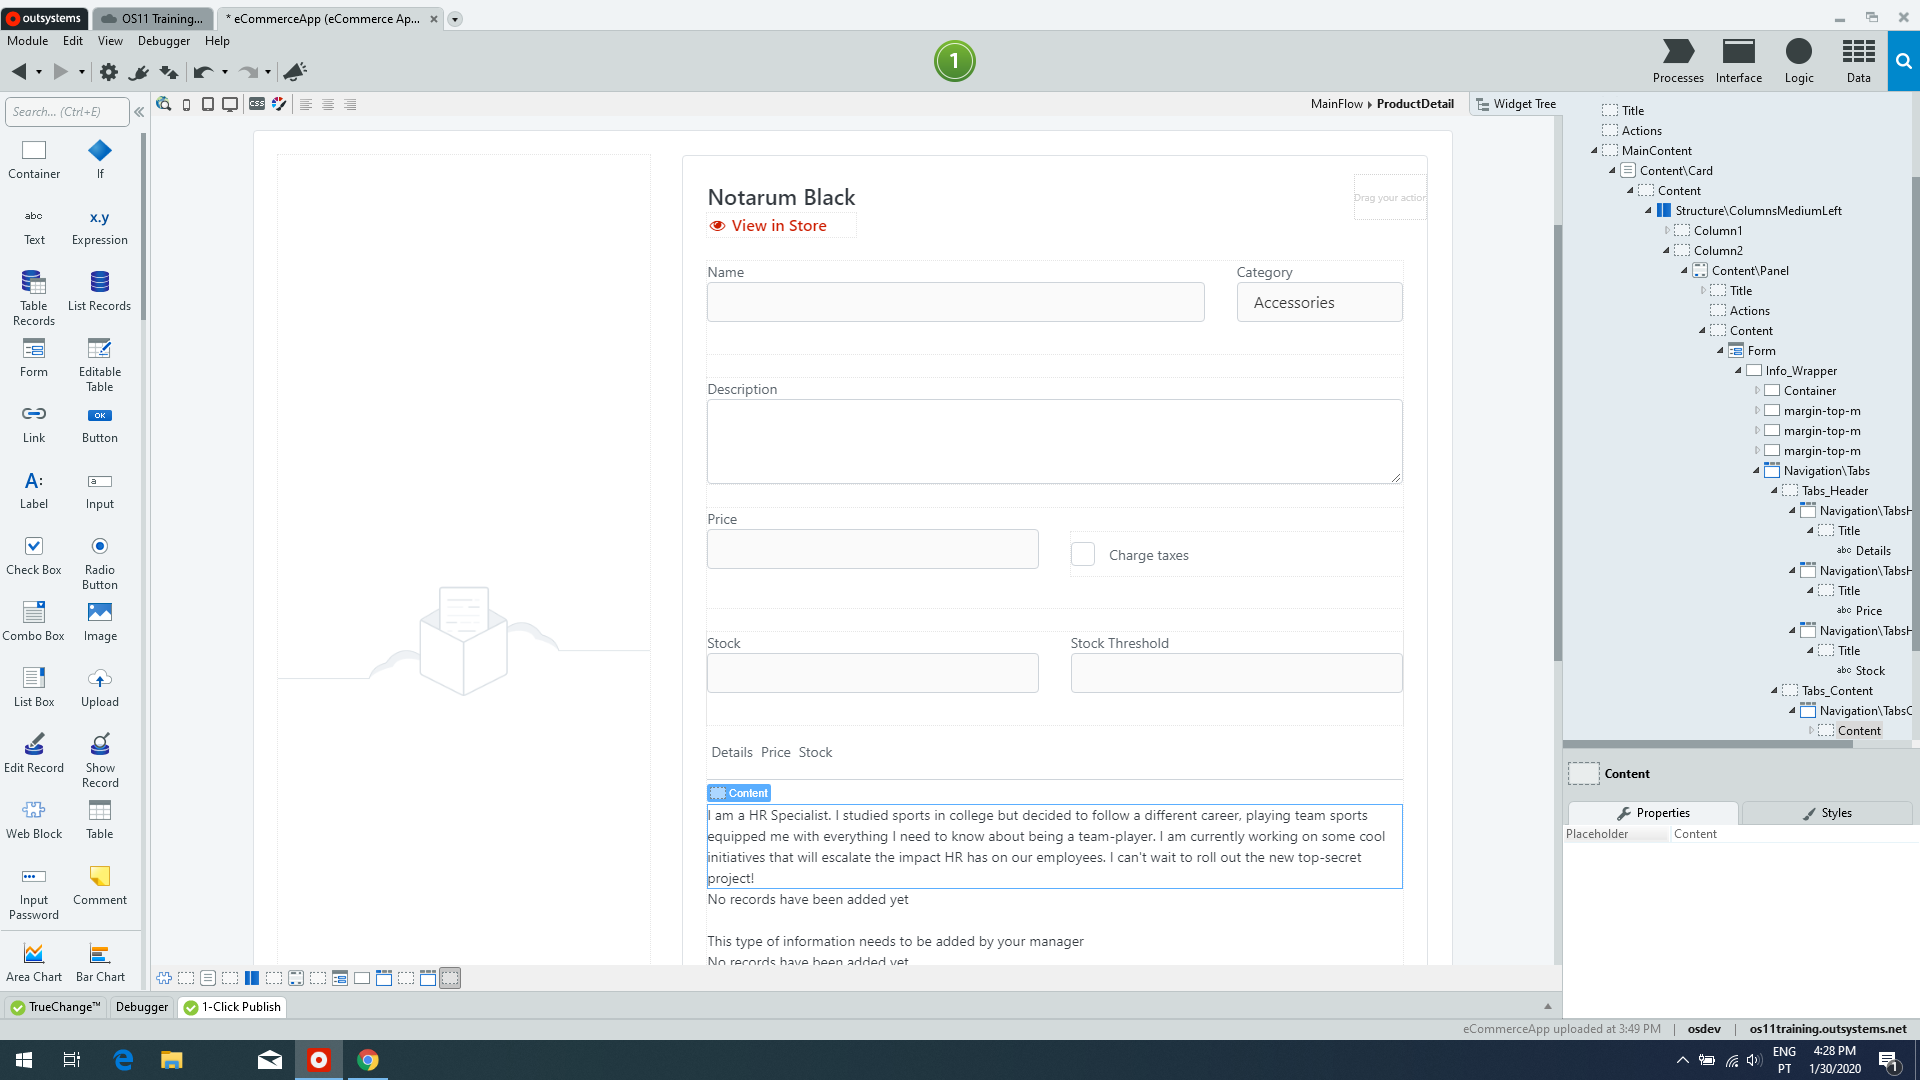 outsystems
OS11 Training...
* eCommerceApp (eCommerce Ap...
Module Edit View Debugger Help
1
Processes Interface Logic Data
Search... (Ctrl+E)
css
MainFlow ProductDetail
Widget Tree
Container If
abc x.y
Text Expression
Table Records List Records
Form Editable Table
OK
Link Button
A: a
Label Input
Check Box Radio Button
Combo Box Image
List Box Upload
Edit Record Show Record
Web Block Table
Input Password Comment
Area Chart Bar Chart
Notarum Black
Drag your action
View in Store
Name Category
Accessories
Description
Price
Charge taxes
Stock Stock Threshold
Details Price Stock
Content
I am a HR Specialist. I studied sports in college but decided to follow a different career, playing team sports
equipped me with everything I need to know about being a team-player. I am currently working on some cool
initiatives that will escalate the impact HR has on our employees. I can't wait to roll out the new top-secret
project!
No records have been added yet
This type of information needs to be added by your manager
No records have been added yet
Title
Actions
MainContent
Content\Card
Content
Structure\ColumnsMediumLeft
Column1
Column2
Content\Panel
Title
Actions
Content
Form
Info_Wrapper
Container
margin-top-m
margin-top-m
margin-top-m
Navigation\Tabs
Tabs_Header
Navigation\TabsH
Title
abc Details
Navigation\TabsH
Title
abc Price
Navigation\TabsH
Title
abc Stock
Tabs_Content
Navigation\TabsC
Content
Content
Properties Styles
Placeholder Content
TrueChange™ Debugger 1-Click Publish
eCommerceApp uploaded at 3:49 PM | osdev | os11training.outsystems.net
ENG
PT
4:28 PM
1/30/2020
1